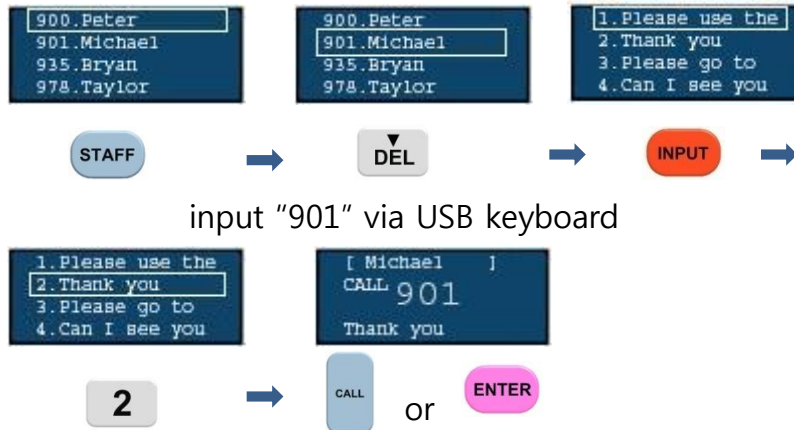 900.Peter
901.Michael
935.Bryan
978.Taylor
900.Peter
901.Michael
935.Bryan
978.Taylor
1.Please use the
2.Thank you
3.Please go to
4.Can I see you
STAFF
▼
DEL
INPUT
input "901" via USB keyboard
1.Please use the
2.Thank you
3.Please go to
4.Can I see you
[ Michael ]
CALL 901
Thank you
2
CALL
or
ENTER